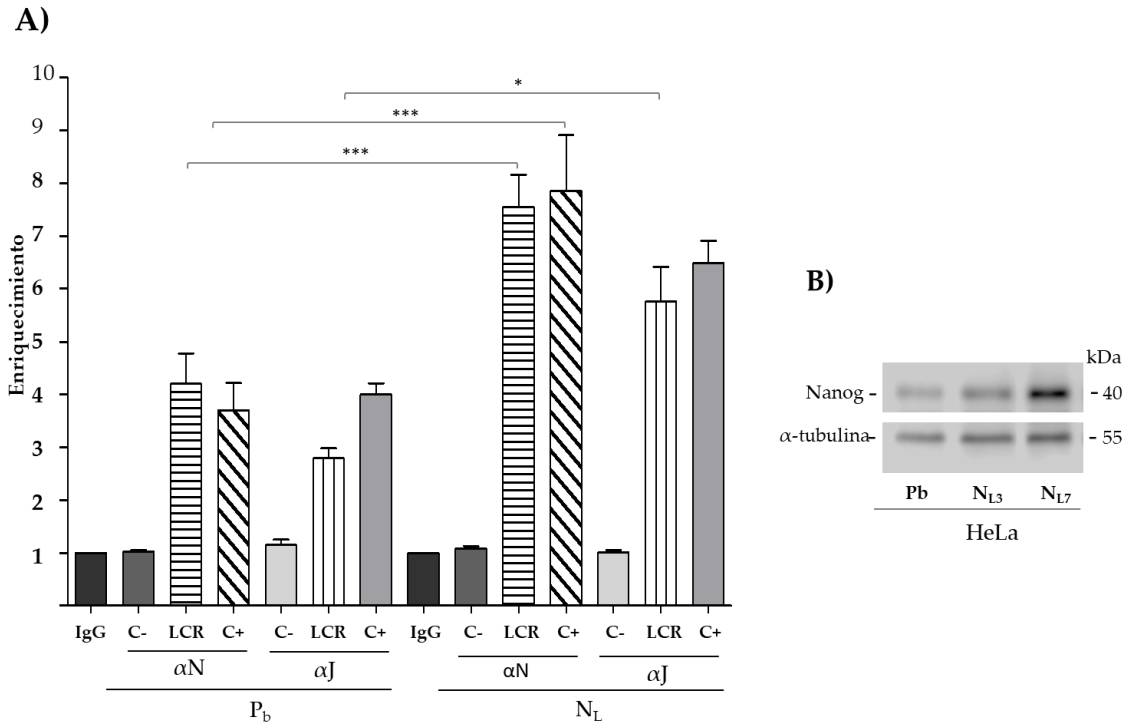 A)
Enriquecimiento
10
9
8
7
6
5
4
3
2
1
*
***
***
IgG C- LCR C+ C- LCR C+ IgG C- LCR C+ C- LCR C+
αN αJ αN αJ
Pb NL
B)
kDa
Nanog - - 40
α-tubulina- - 55
Pb NL3 NL7
HeLa